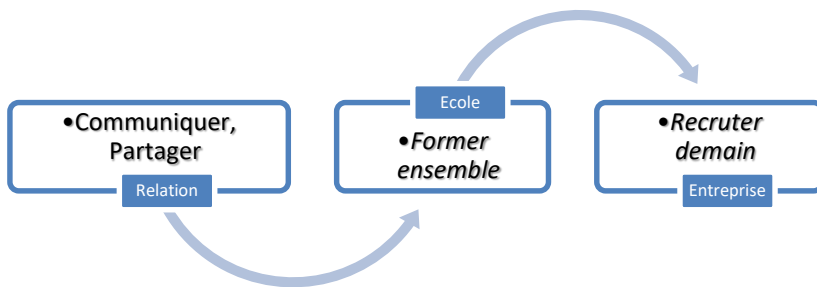 •Communiquer,
Partager
Relation
Ecole
•Former
ensemble
•Recruter
demain
Entreprise